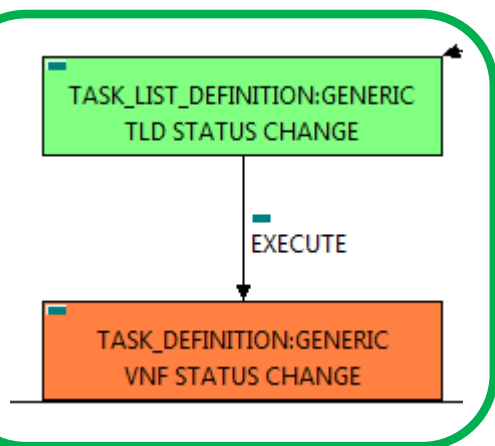 TASK_LIST_DEFINITION:GENERIC
TLD STATUS CHANGE
EXECUTE
TASK_DEFINITION:GENERIC
VNF STATUS CHANGE